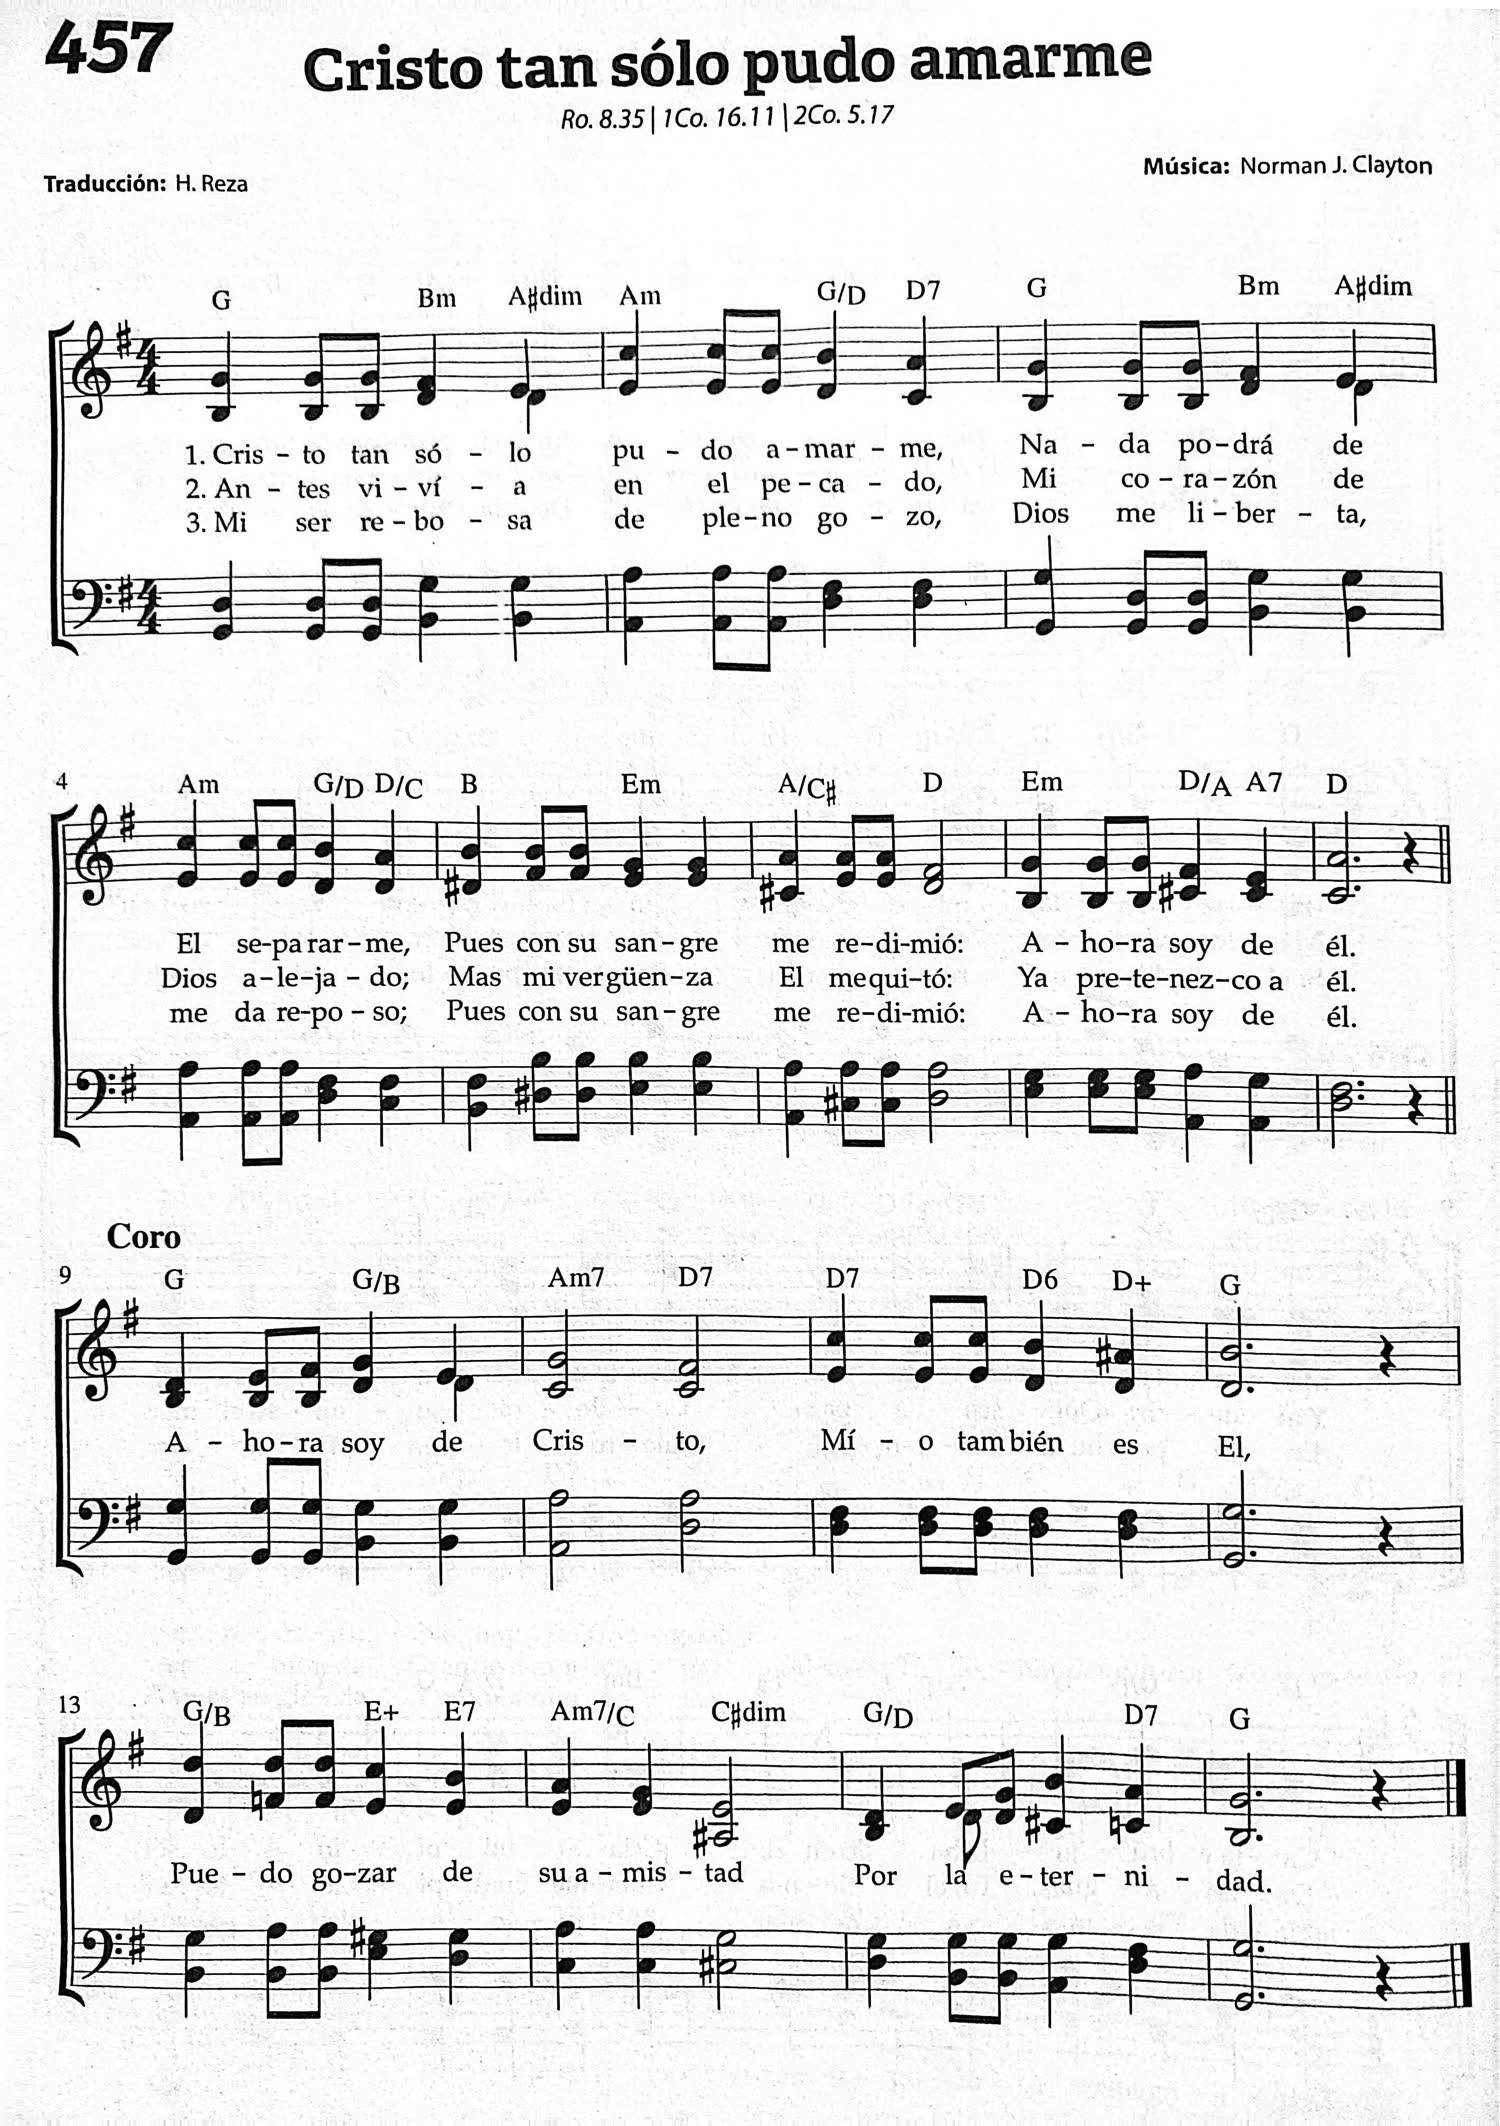 457
Cristo tan sólo pudo amarme
Ro. 8.35 | 1Co. 16.11 | 2Co. 5.17
Traducción: H. Reza
Música: Norman J. Clayton
G Bm A♯dim Am G/D D7 G Bm A♯dim
1. Cris - to tan só - lo pu - do a - mar - me, Na - da po - drá de
2. An - tes vi - ví - a en el pe - ca - do, Mi co - ra - zón de
3. Mi ser re - bo - sa de ple - no go - zo, Dios me li - ber - ta,
4 Am G/D D/C B Em A/C♯ D Em D/A A7 D
El se-pa rar-me, Pues con su san-gre me re-di-mió: A - ho-ra soy de él.
Dios a-le-ja - do; Mas mi vergüen-za El mequi-tó: Ya pre-te-nez-co a él.
me da re-po - so; Pues con su san-gre me re-di-mió: A - ho-ra soy de él.
Coro
9 G G/B Am7 D7 D7 D6 D+ G
A - ho-ra soy de Cris - to, Mí - o tam bién es El,
13 G/B E+ E7 Am7/C C♯dim G/D D7 G
Pue - do go-zar de su a - mis - tad Por la e - ter - ni - dad.